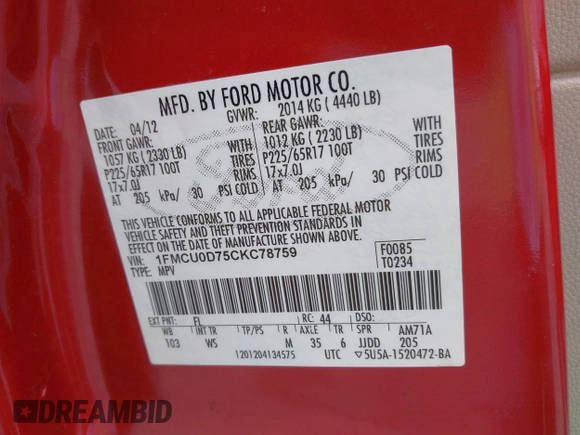 MFD. BY FORD MOTOR CO.
DATE: 04/12 GVWR: 2014 KG ( 4440 LB)
FRONT GAWR: REAR GAWR:
1057 KG ( 2330 LB) WITH 1012 KG ( 2230 LB) WITH
P225/65R17 100T TIRES P225/65R17 100T TIRES
17x7.0J RIMS 17x7.0J RIMS
AT 205 kPa/ 30 PSI COLD AT 205 kPa/ 30 PSI COLD
THIS VEHICLE CONFORMS TO ALL APPLICABLE FEDERAL MOTOR
VEHICLE SAFETY AND THEFT PREVENTION STANDARDS IN
EFFECT ON THE DATE OF MANUFACTURE SHOWN ABOVE.
VIN: 1FMCU0D75CKC78759 F0085
TYPE: MPV T0234
EXT PNT: FI RC: 44 DSO:
WB INT TR TP/PS R AXLE TR SPR AM71A
103 WS M 35 6 JJDD 205
1201204134575 UTC ▽5U5A-1520472-BA
DREAMBID